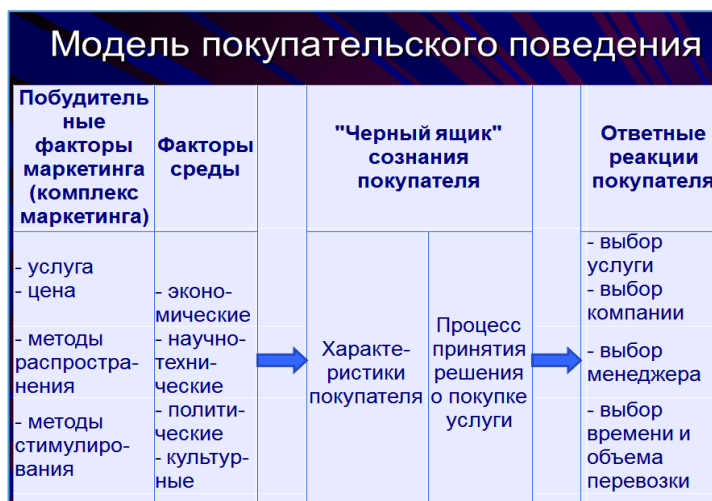 Модель покупательского поведения
Побудитель
ные
факторы
маркетинга
(комплекс
маркетинга)
Факторы
среды
"Черный ящик"
сознания
покупателя
Ответные
реакции
покупателя
- услуга
- цена
- методы
распростра-
нения
- методы
стимулиро-
вания
- эконо-
мические
- научно-
техни-
ческие
- полити-
ческие
- культур-
ные
Характе-
ристики
покупателя
Процесс
принятия
решения
о покупке
услуги
- выбор
услуги
- выбор
компании
- выбор
менеджера
- выбор
времени и
объема
перевозки